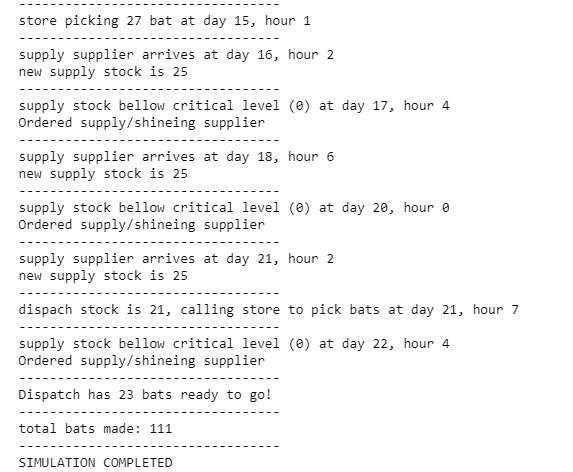 ----------------------------------
store picking 27 bat at day 15, hour 1
----------------------------------
supply supplier arrives at day 16, hour 2
new supply stock is 25
----------------------------------
supply stock bellow critical level (0) at day 17, hour 4
Ordered supply/shineing supplier
----------------------------------
supply supplier arrives at day 18, hour 6
new supply stock is 25
----------------------------------
supply stock bellow critical level (0) at day 20, hour 0
Ordered supply/shineing supplier
----------------------------------
supply supplier arrives at day 21, hour 2
new supply stock is 25
----------------------------------
dispach stock is 21, calling store to pick bats at day 21, hour 7
----------------------------------
supply stock bellow critical level (0) at day 22, hour 4
Ordered supply/shineing supplier
----------------------------------
Dispatch has 23 bats ready to go!
----------------------------------
total bats made: 111
----------------------------------
SIMULATION COMPLETED